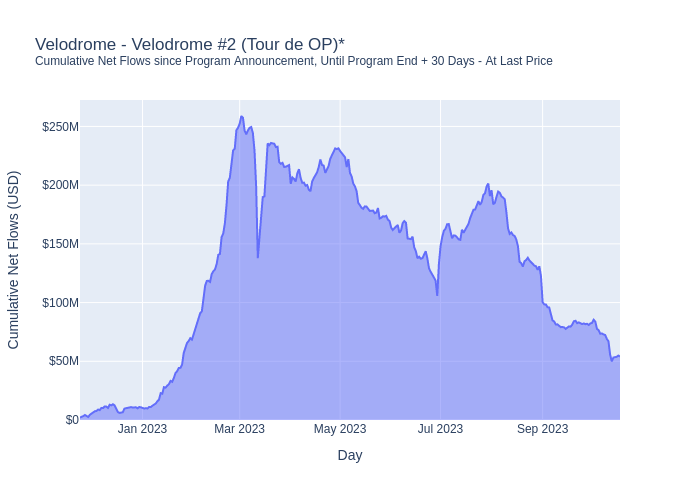 Velodrome - Velodrome #2 (Tour de OP)*
Cumulative Net Flows since Program Announcement, Until Program End + 30 Days - At Last Price
Cumulative Net Flows (USD)
$250M
$200M
$150M
$100M
$50M
$0
Jan 2023
Mar 2023
May 2023
Jul 2023
Sep 2023
Day